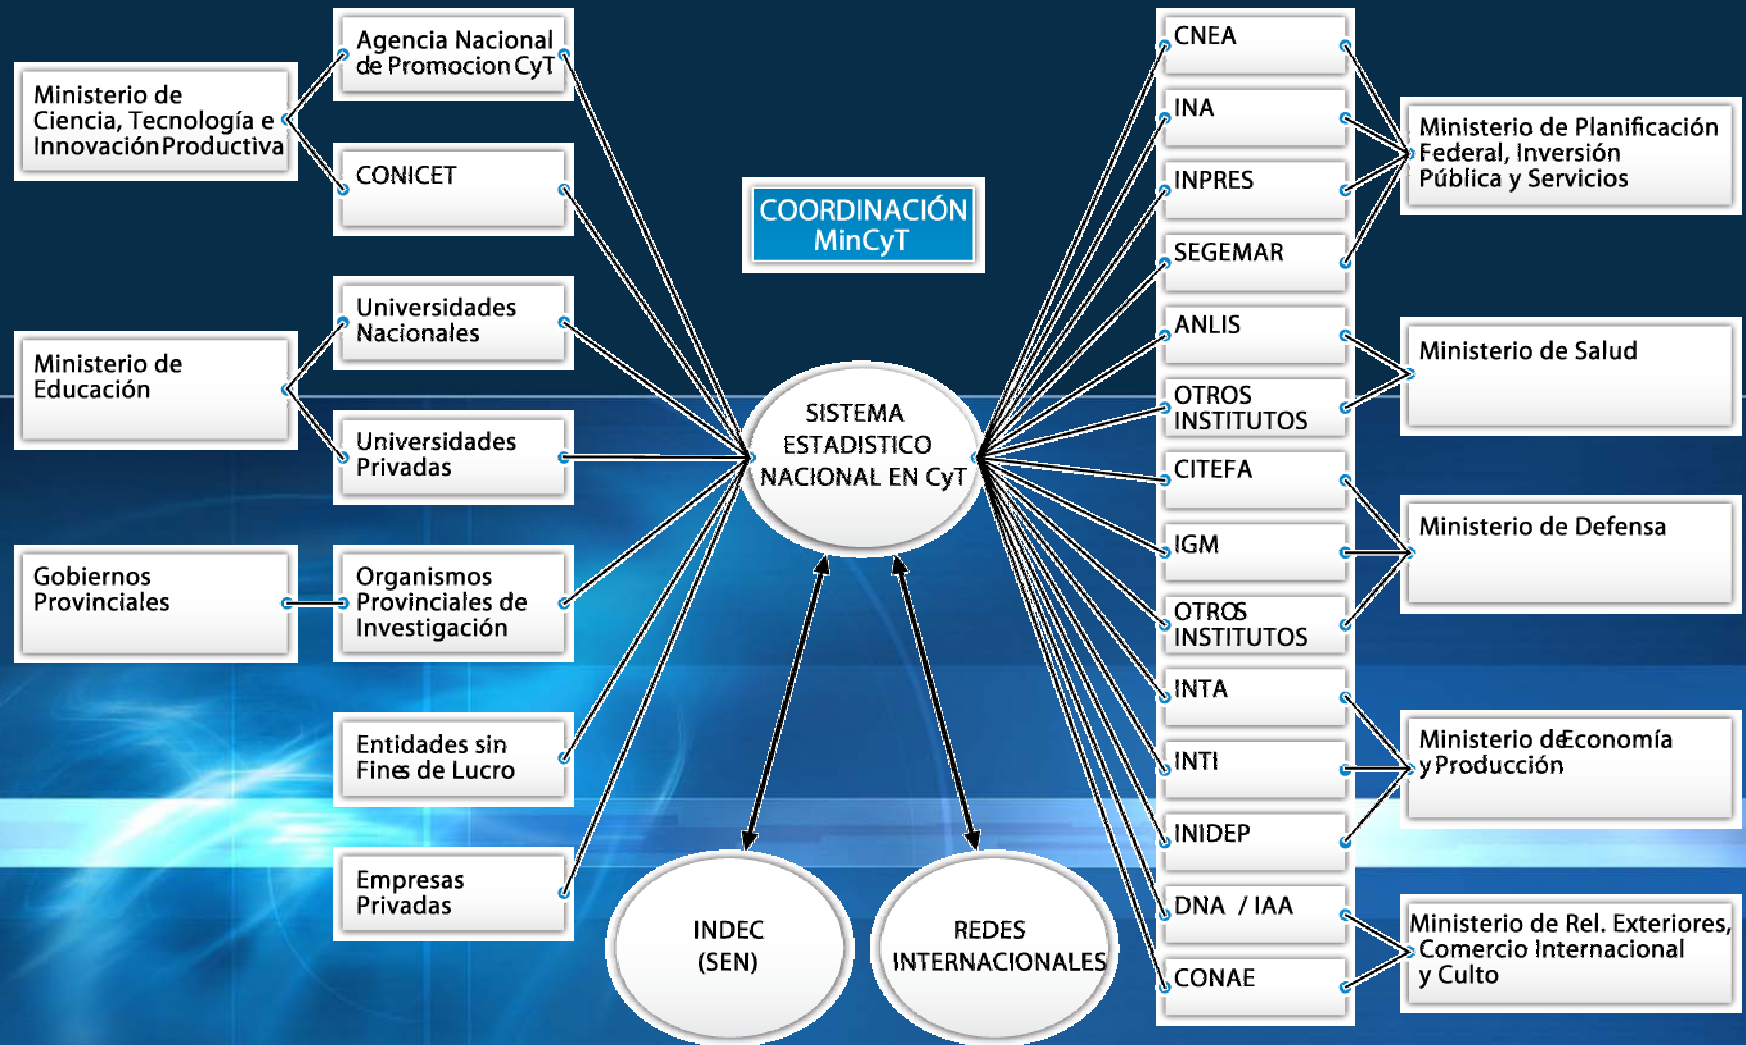 Ministerio de
Ciencia, Tecnología e
Innovación Productiva
Agencia Nacional
de Promocion CyT
CONICET
Ministerio de
Educación
Universidades
Nacionales
Universidades
Privadas
Gobiernos
Provinciales
Organismos
Provinciales de
Investigación
Entidades sin
Fines de Lucro
Empresas
Privadas
COORDINACIÓN
MinCyT
SISTEMA
ESTADISTICO
NACIONAL EN CyT
INDEC
(SEN)
REDES
INTERNACIONALES
CNEA
INA
INPRES
SEGEMAR
ANLIS
OTROS
INSTITUTOS
CITEFA
IGM
OTROS
INSTITUTOS
INTA
INTI
INIDEP
DNA / IAA
CONAE
Ministerio de Planificación
Federal, Inversión
Pública y Servicios
Ministerio de Salud
Ministerio de Defensa
Ministerio de Economía
y Producción
Ministerio de Rel. Exteriores,
Comercio Internacional
y Culto